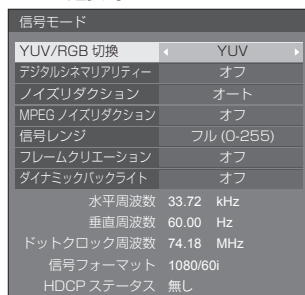 信号モード
YUV/RGB 切換 YUV
デジタルシネマリアリティー オフ
ノイズリダクション オート
MPEG ノイズリダクション オフ
信号レンジ フル (0-255)
フレームクリエーション オフ
ダイナミックバックライト オフ
水平周波数 33.72 kHz
垂直周波数 60.00 Hz
ドットクロック周波数 74.18 MHz
信号フォーマット 1080/60i
HDCP ステータス 無し